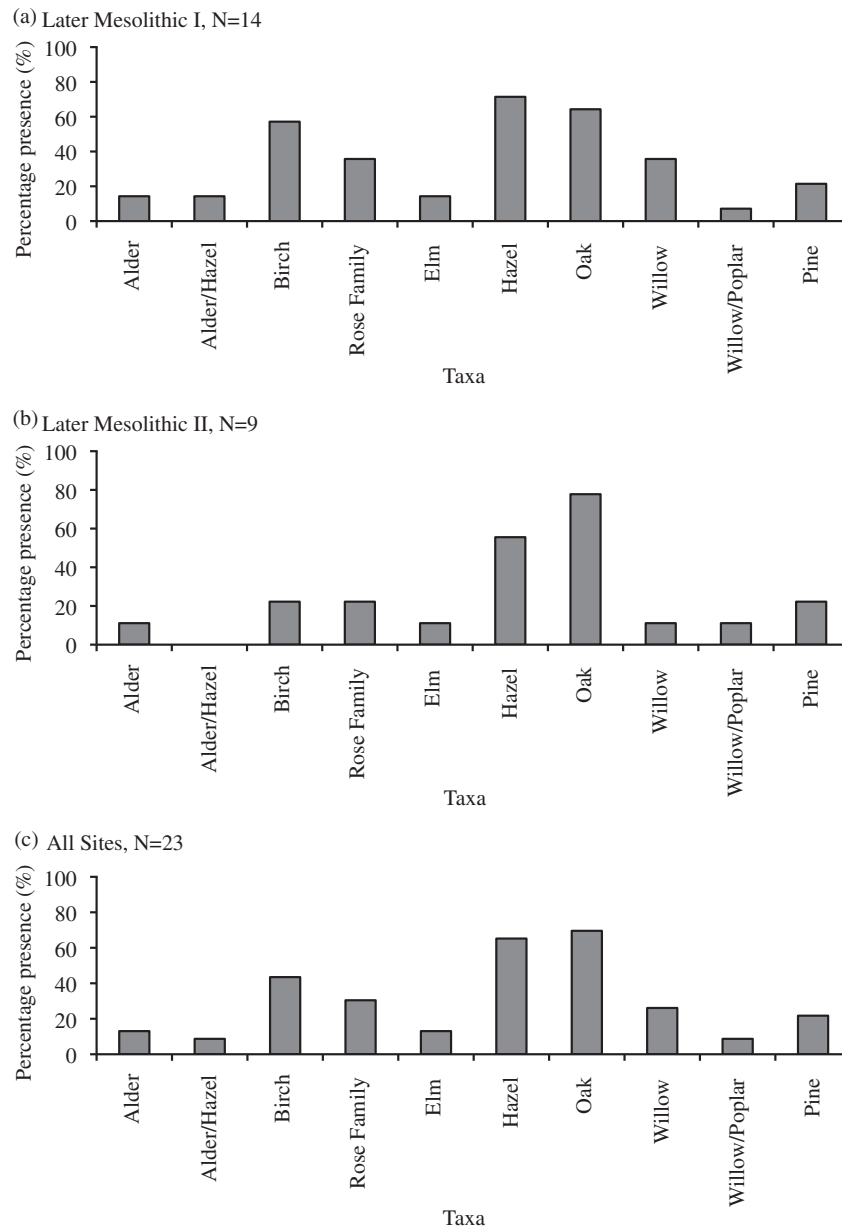 (a) Later Mesolithic I, N=14
Percentage presence (%)
100
80
60
40
20
0
Alder
Alder/Hazel
Birch
Rose Family
Elm
Hazel
Oak
Willow
Willow/Poplar
Pine
Taxa
(b) Later Mesolithic II, N=9
Percentage presence (%)
100
80
60
40
20
0
Alder
Alder/Hazel
Birch
Rose Family
Elm
Hazel
Oak
Willow
Willow/Poplar
Pine
Taxa
(c) All Sites, N=23
Percentage presence (%)
100
80
60
40
20
0
Alder
Alder/Hazel
Birch
Rose Family
Elm
Hazel
Oak
Willow
Willow/Poplar
Pine
Taxa